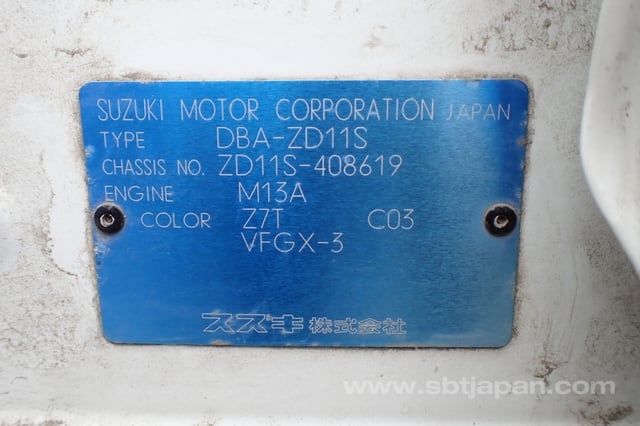 SUZUKI MOTOR CORPORATION JAPAN
TYPE DBA-ZD11S
CHASSIS NO. ZD11S-408619
ENGINE M13A
COLOR Z7T C03
VFGX-3
スズキ株式会社
www.sbtjapan.com